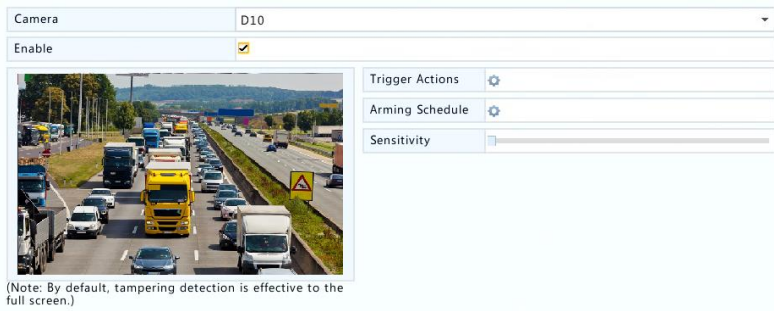 Camera
D10
Enable
Trigger Actions
Arming Schedule
Sensitivity
(Note: By default, tampering detection is effective to the
full screen.)